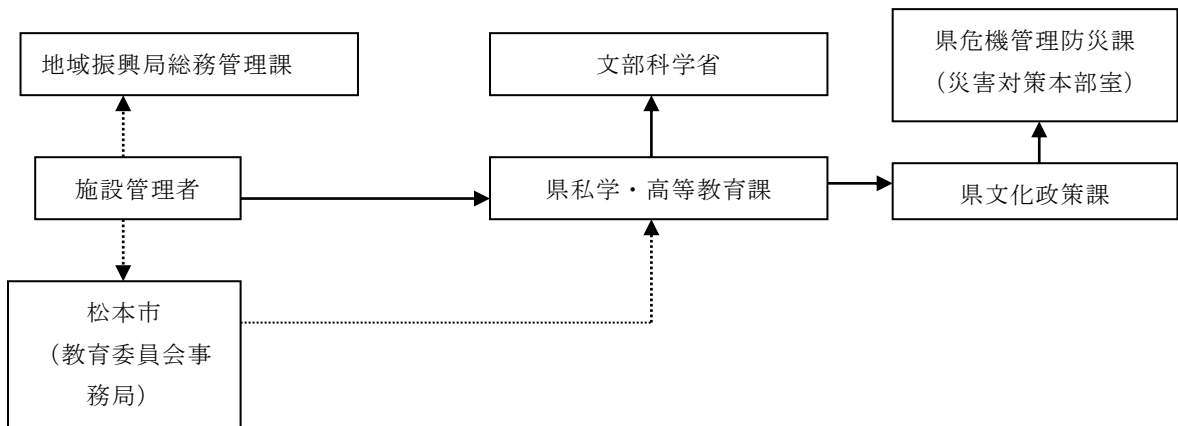 地域振興局総務管理課
文部科学省
県危機管理防災課
（災害対策本部室）
施設管理者
県私学・高等教育課
県文化政策課
松本市
（教育委員会事
務局）